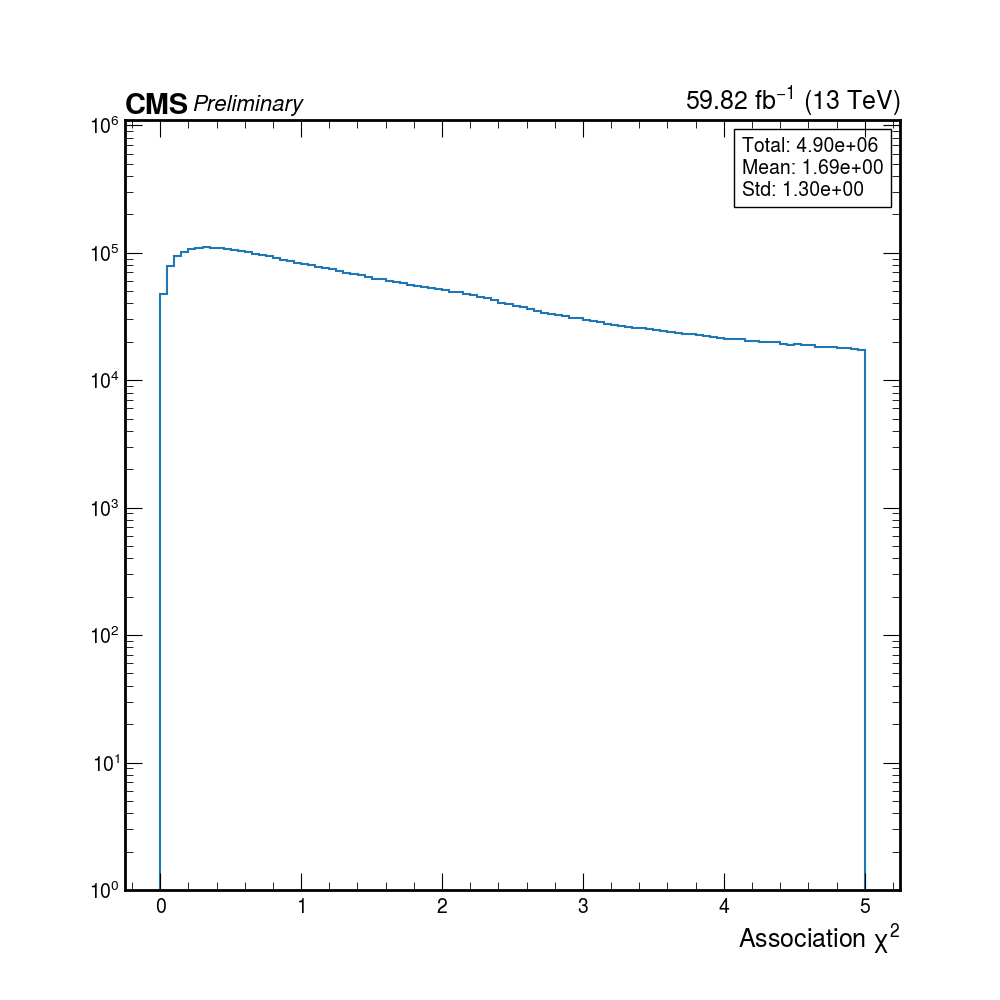 CMS Preliminary
59.82 fb⁻¹ (13 TeV)
Total: 4.90e+06
Mean: 1.69e+00
Std: 1.30e+00
10⁶
10⁵
10⁴
10³
10²
10¹
10⁰
0 1 2 3 4 5
Association χ²